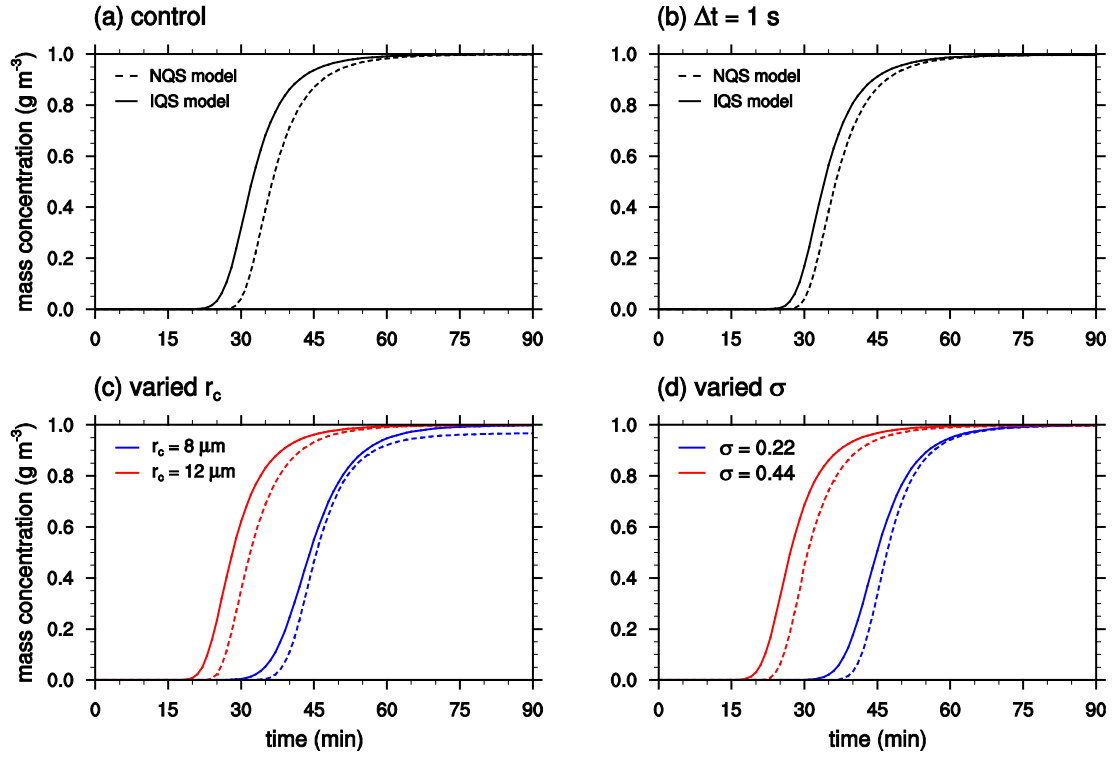 (a) control
mass concentration (g m⁻³)
1.0
0.8
0.6
0.4
0.2
0.0
NQS model
IQS model
0 15 30 45 60 75 90
(b) Δt = 1 s
1.0
0.8
0.6
0.4
0.2
0.0
NQS model
IQS model
0 15 30 45 60 75 90
(c) varied r_c
mass concentration (g m⁻³)
1.0
0.8
0.6
0.4
0.2
0.0
r_c = 8 μm
r_c = 12 μm
0 15 30 45 60 75 90
time (min)
(d) varied σ
1.0
0.8
0.6
0.4
0.2
0.0
σ = 0.22
σ = 0.44
0 15 30 45 60 75 90
time (min)